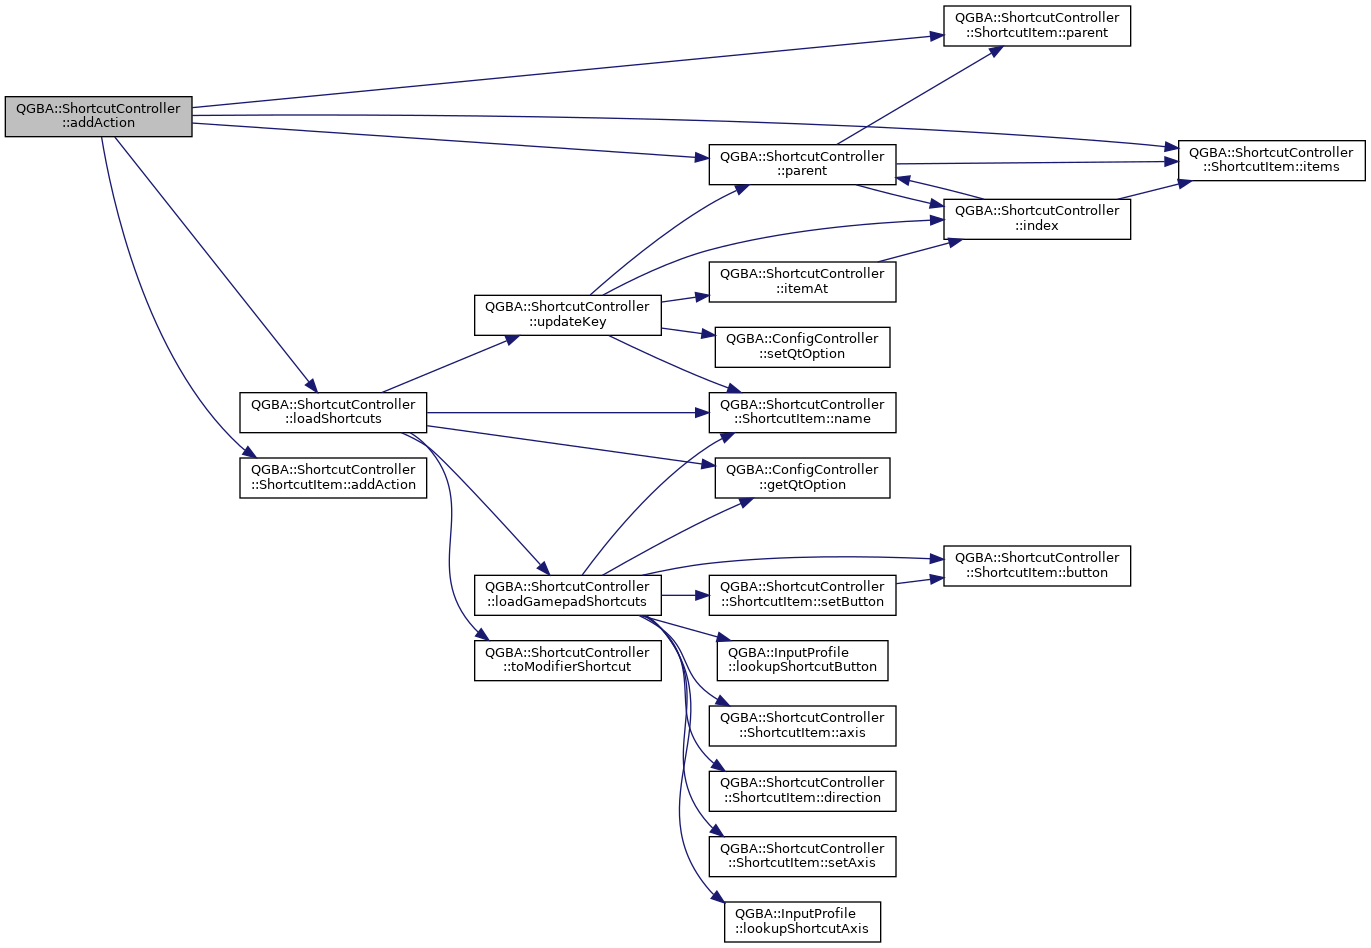 QGBA::ShortcutController
::ShortcutItem::parent
QGBA::ShortcutController
::addAction
QGBA::ShortcutController
::parent
QGBA::ShortcutController
::ShortcutItem::items
QGBA::ShortcutController
::index
QGBA::ShortcutController
::itemAt
QGBA::ShortcutController
::updateKey
QGBA::ConfigController
::setQtOption
QGBA::ShortcutController
::loadShortcuts
QGBA::ShortcutController
::ShortcutItem::name
QGBA::ShortcutController
::ShortcutItem::addAction
QGBA::ConfigController
::getQtOption
QGBA::ShortcutController
::ShortcutItem::button
QGBA::ShortcutController
::loadGamepadShortcuts
QGBA::ShortcutController
::ShortcutItem::setButton
QGBA::ShortcutController
::toModifierShortcut
QGBA::InputProfile
::lookupShortcutButton
QGBA::ShortcutController
::ShortcutItem::axis
QGBA::ShortcutController
::ShortcutItem::direction
QGBA::ShortcutController
::ShortcutItem::setAxis
QGBA::InputProfile
::lookupShortcutAxis